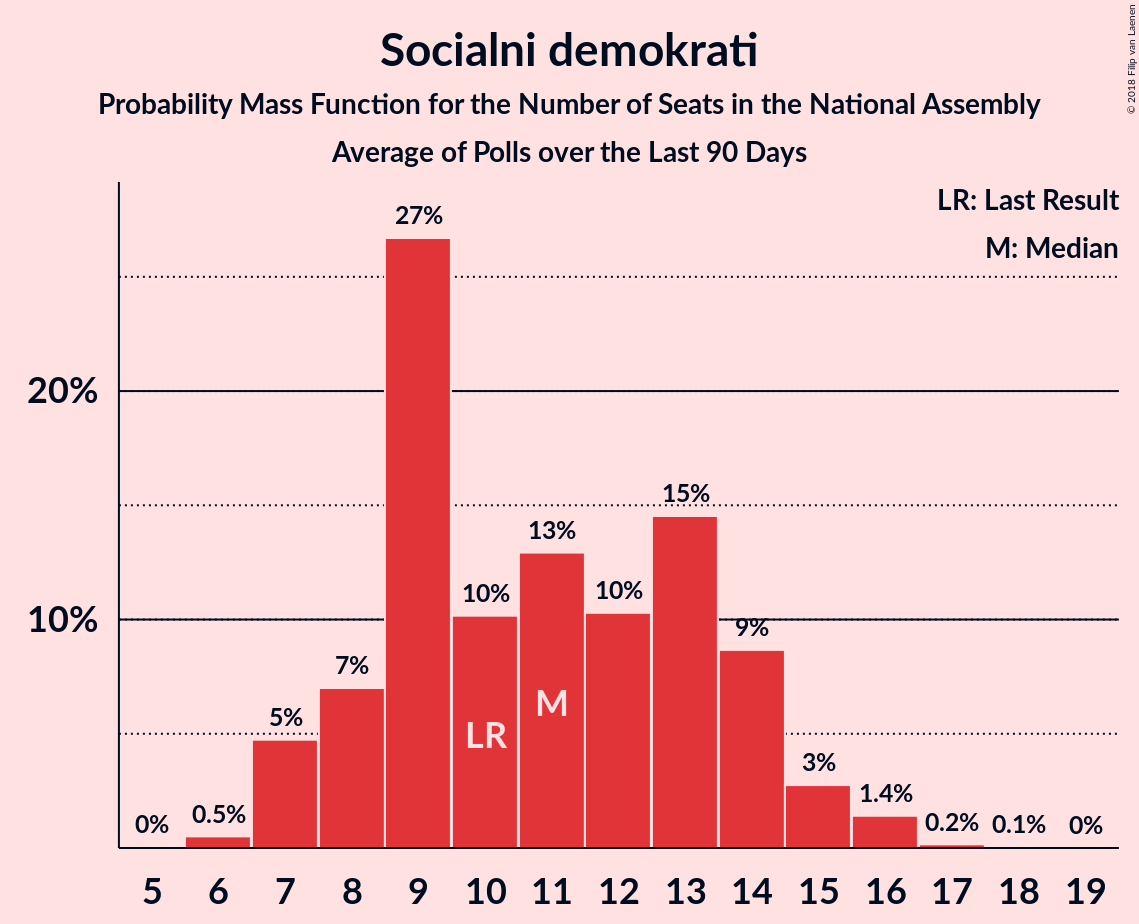 Socialni demokrati
Probability Mass Function for the Number of Seats in the National Assembly
Average of Polls over the Last 90 Days
© 2018 Filip van Laenen
LR: Last Result
M: Median
27%
20%
15%
13%
10%
10%
10%
9%
7%
M
LR
5%
3%
1.4%
0%
0.5%
0.2%
0.1%
0%
5 6 7 8 9 10 11 12 13 14 15 16 17 18 19